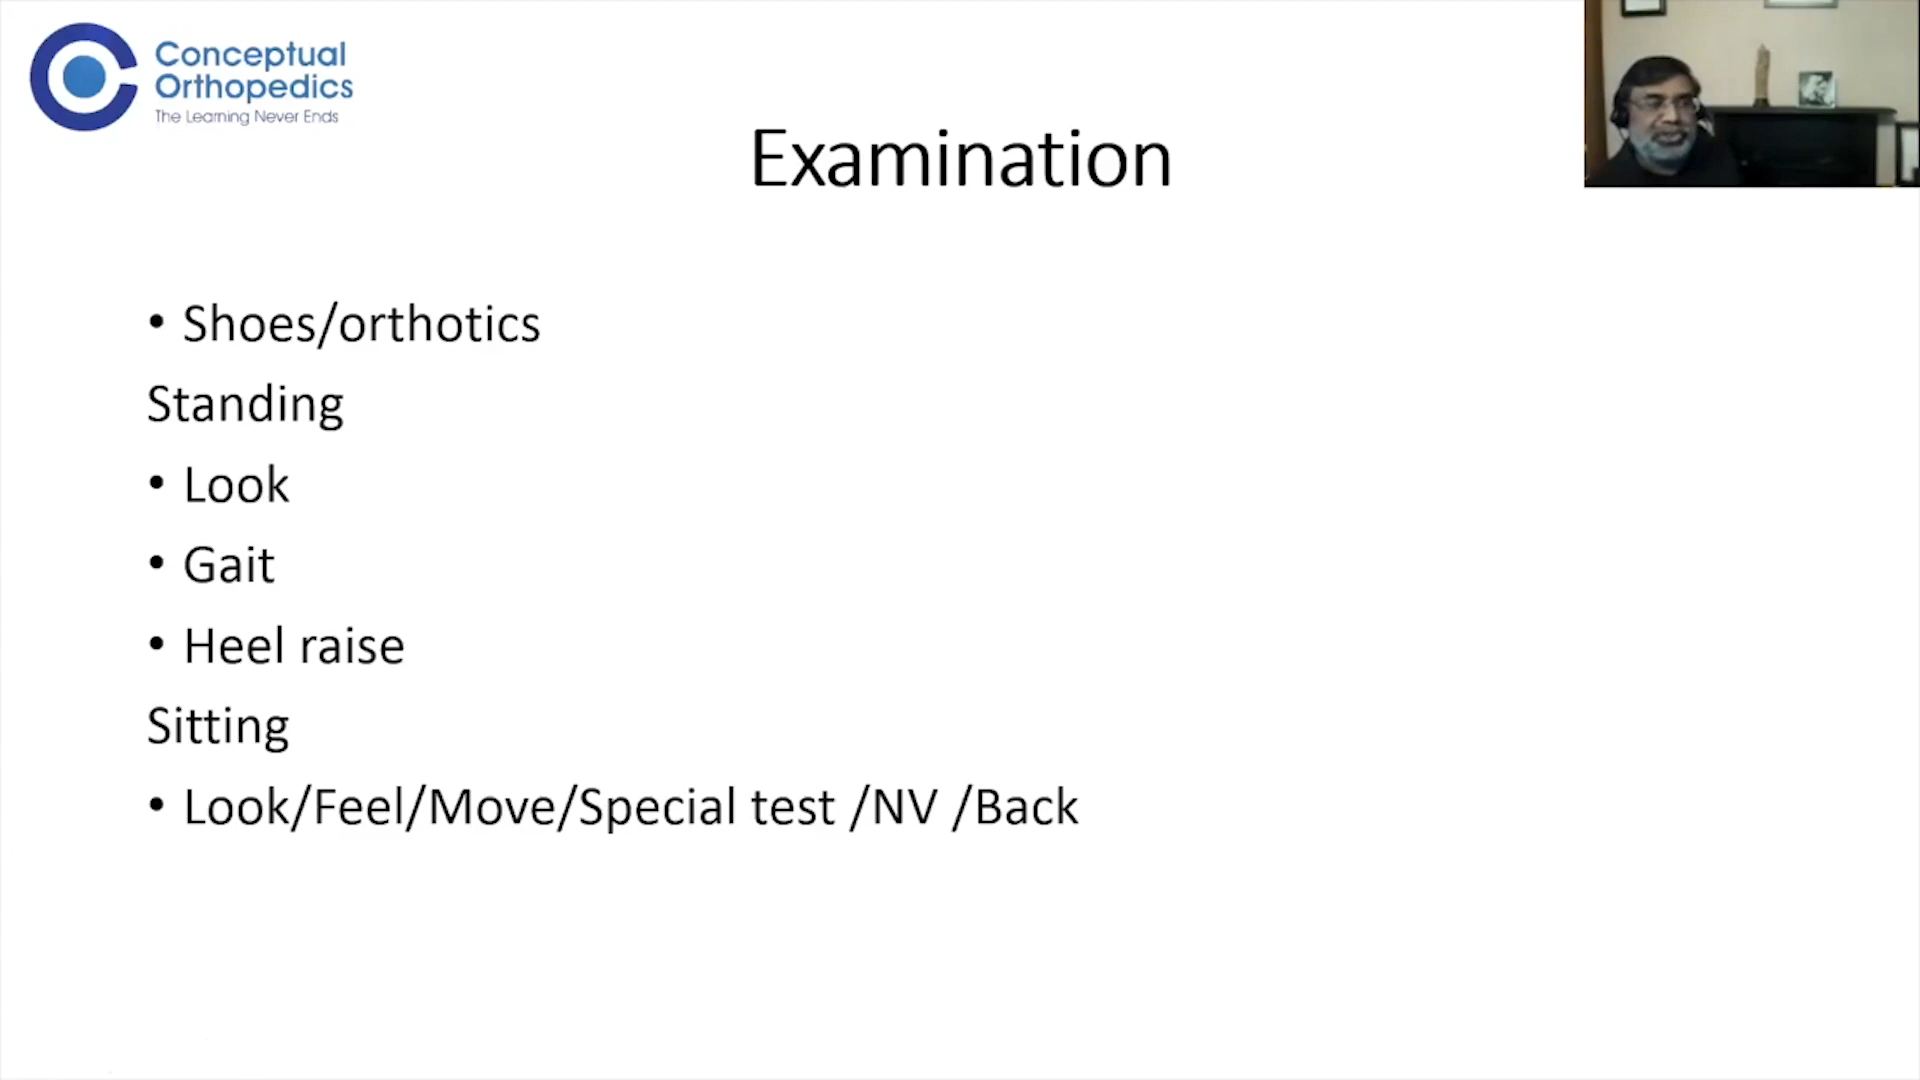 Conceptual
Orthopedics
The Learning Never Ends
Examination
• Shoes/orthotics
Standing
• Look
• Gait
• Heel raise
Sitting
• Look/Feel/Move/Special test /NV /Back